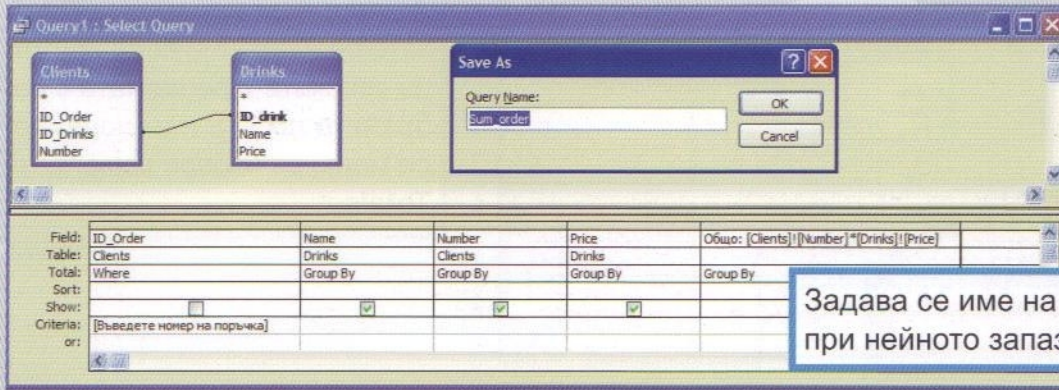 Query1 : Select Query
Clients
*
ID_Order
ID_Drinks
Number
Drinks
*
ID_drink
Name
Price
Save As
Query Name:
Sum_order
OK
Cancel
Field: ID_Order Name Number Price Общо: [Clients]![Number]*[Drinks]![Price]
Table: Clients Drinks Clients Drinks
Total: Where Group By Group By Group By Group By
Sort:
Show:
Criteria: [Въведете номер на поръчка]
or:
Задава се име на
при нейното